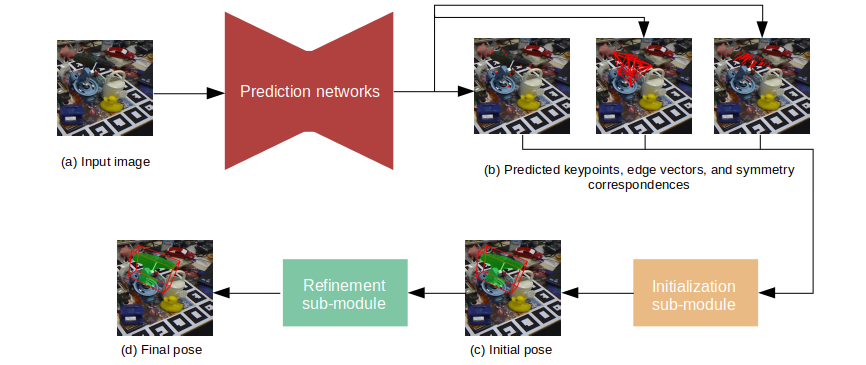 Prediction networks
(a) Input image
(b) Predicted keypoints, edge vectors, and symmetry
correspondences
Refinement
sub-module
Initialization
sub-module
(d) Final pose
(c) Initial pose